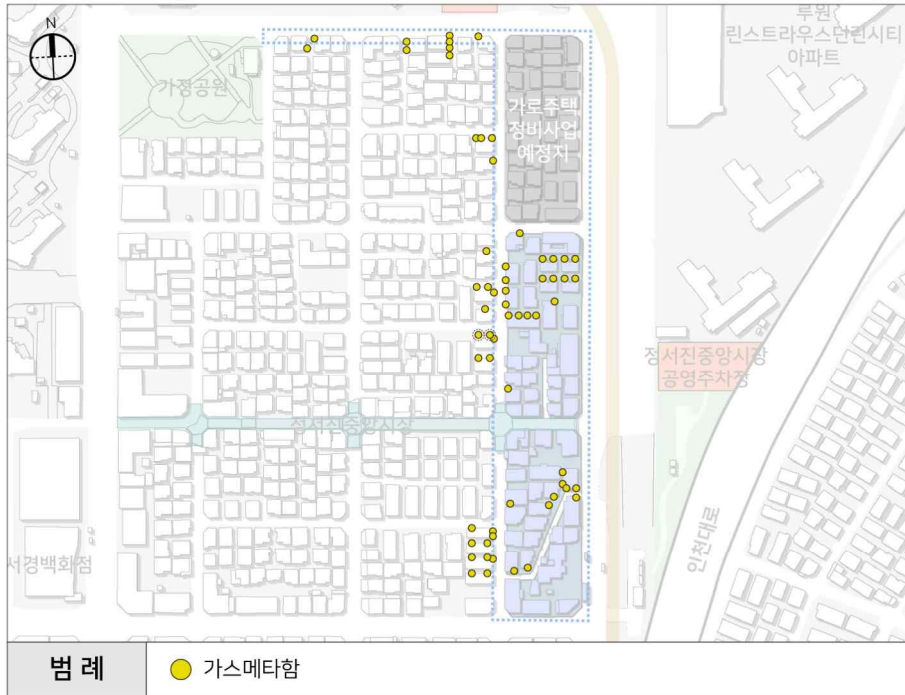 N
루원
린스트라우스더린시티
아파트
가정공원
가로주택
정비사업
예정지
정서진중앙시장
공영주차장
정서진중앙시장
인천대로
서경백화점
범 례
가스메타함